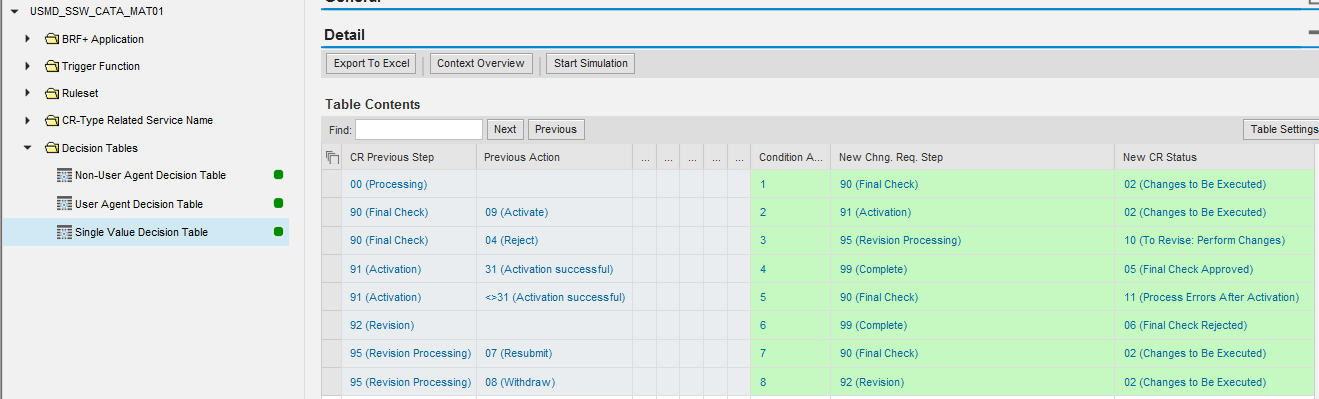 USMD_SSW_CATA_MAT01
BRF+ Application
Trigger Function
Ruleset
CR-Type Related Service Name
Decision Tables
Non-User Agent Decision Table
User Agent Decision Table
Single Value Decision Table
Detail
Export To Excel Context Overview Start Simulation
Table Contents
Find: Next Previous Table Settings
CR Previous Step Previous Action ... ... ... ... ... Condition A... New Chng. Req. Step New CR Status
00 (Processing) 1 90 (Final Check) 02 (Changes to Be Executed)
90 (Final Check) 09 (Activate) 2 91 (Activation) 02 (Changes to Be Executed)
90 (Final Check) 04 (Reject) 3 95 (Revision Processing) 10 (To Revise: Perform Changes)
91 (Activation) 31 (Activation successful) 4 99 (Complete) 05 (Final Check Approved)
91 (Activation) <>31 (Activation successful) 5 90 (Final Check) 11 (Process Errors After Activation)
92 (Revision) 6 99 (Complete) 06 (Final Check Rejected)
95 (Revision Processing) 07 (Resubmit) 7 90 (Final Check) 02 (Changes to Be Executed)
95 (Revision Processing) 08 (Withdraw) 8 92 (Revision) 02 (Changes to Be Executed)